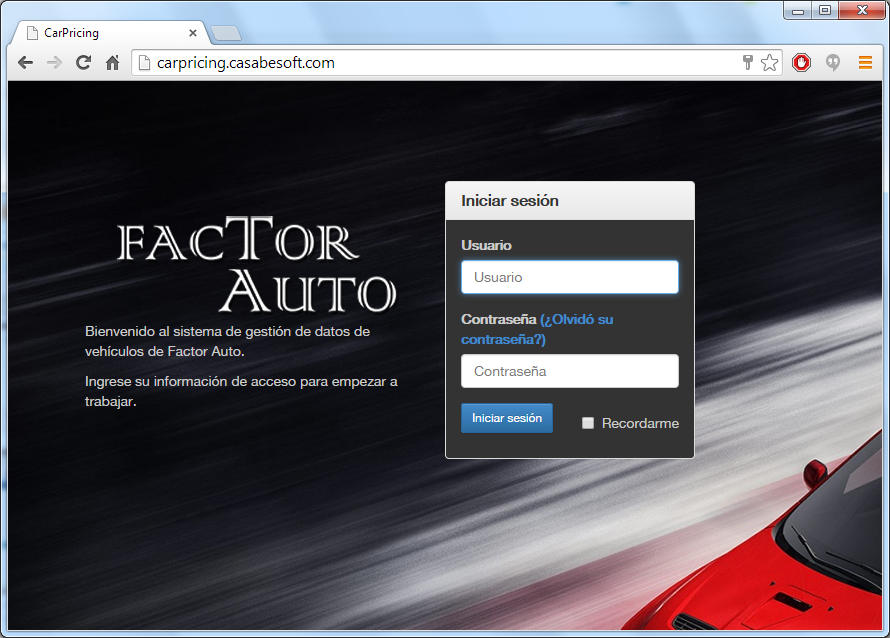 CarPricing
carpricing.casabesoft.com
FACTOR
AUTO
Bienvenido al sistema de gestión de datos de
vehículos de Factor Auto.
Ingrese su información de acceso para empezar a
trabajar.
Iniciar sesión
Usuario
Usuario
Contraseña (¿Olvidó su
contraseña?)
Contraseña
Iniciar sesión
Recordarme